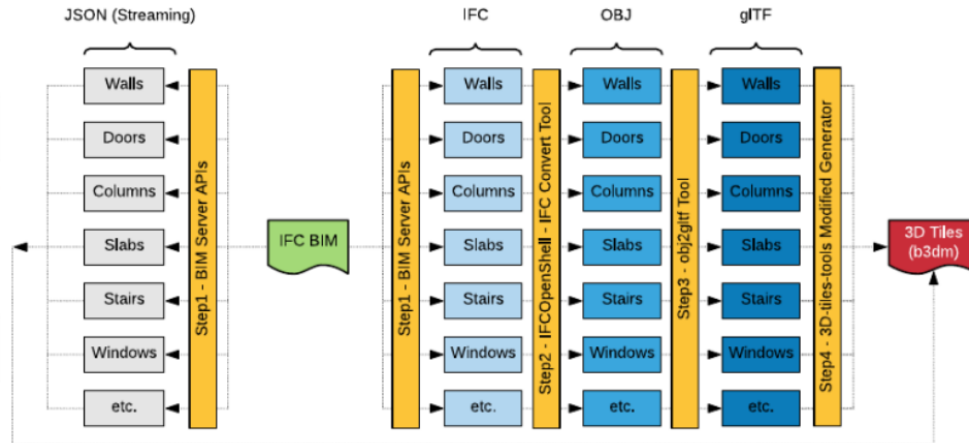 JSON (Streaming)
IFC
OBJ
glTF
Walls
Doors
Columns
Slabs
Stairs
Windows
etc.
Step1 - BIM Server APIs
IFC BIM
Step1- BIM Server APIs
Walls
Doors
Columns
Slabs
Stairs
Windows
etc.
Step2 - IFCOpenShell - IFC Convert Tool
Walls
Doors
Columns
Slabs
Stairs
Windows
etc.
Step3 - obj2gltf Tool
Walls
Doors
Columns
Slabs
Stairs
Windows
etc.
Step4 - 3D-tiles-tools Modified Generator
3D Tiles
(b3dm)